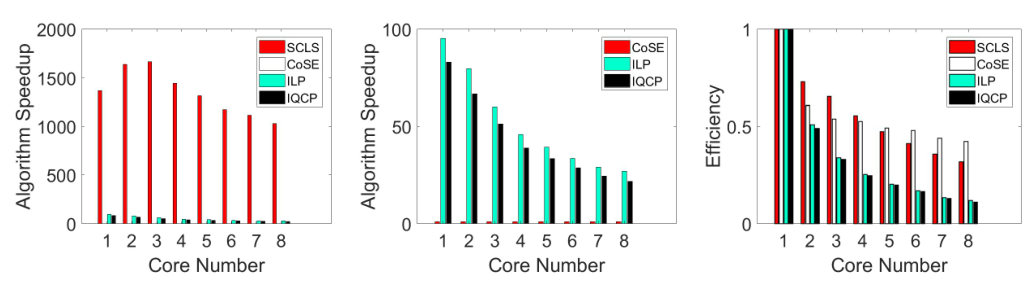 Algorithm Speedup
2000
1500
1000
500
0
1 2 3 4 5 6 7 8
Core Number
SCLS
CoSE
ILP
IQCP
Algorithm Speedup
100
50
0
1 2 3 4 5 6 7 8
Core Number
CoSE
ILP
IQCP
Efficiency
1
0.5
0
1 2 3 4 5 6 7 8
Core Number
SCLS
CoSE
ILP
IQCP